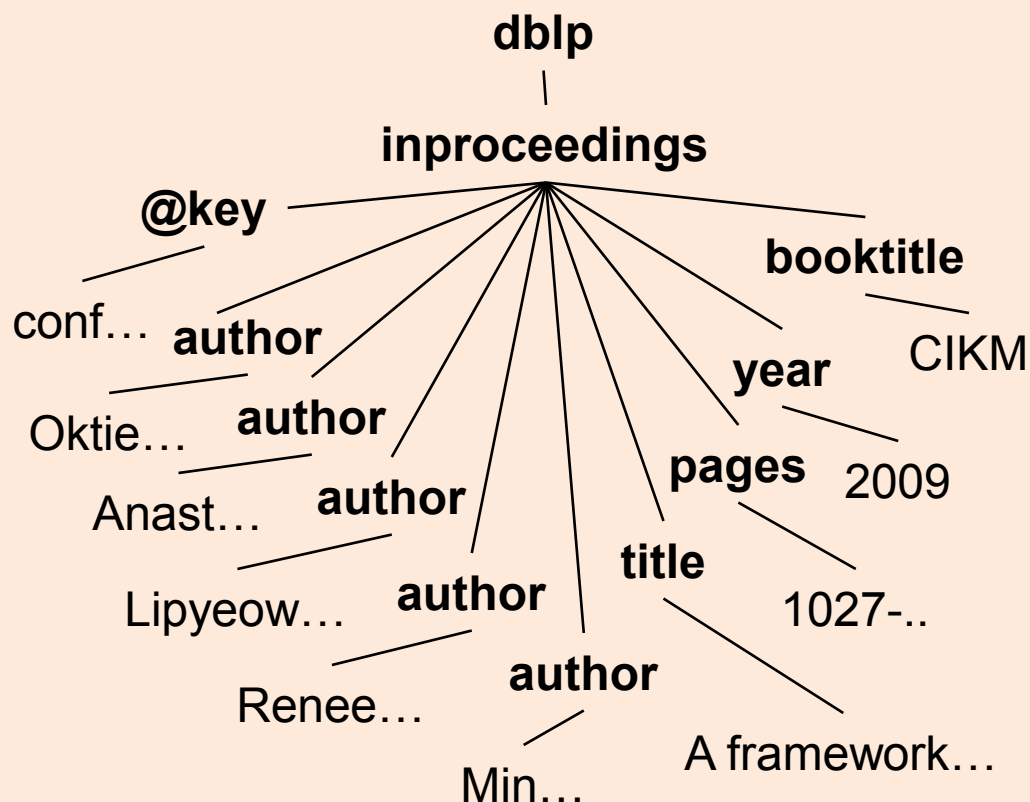 dblp
inproceedings
@key
booktitle
conf…
author
CIKM
year
Oktie…
author
pages
2009
Anast…
author
title
Lipyeow…
author
1027-..
author
Renee…
A framework…
Min…